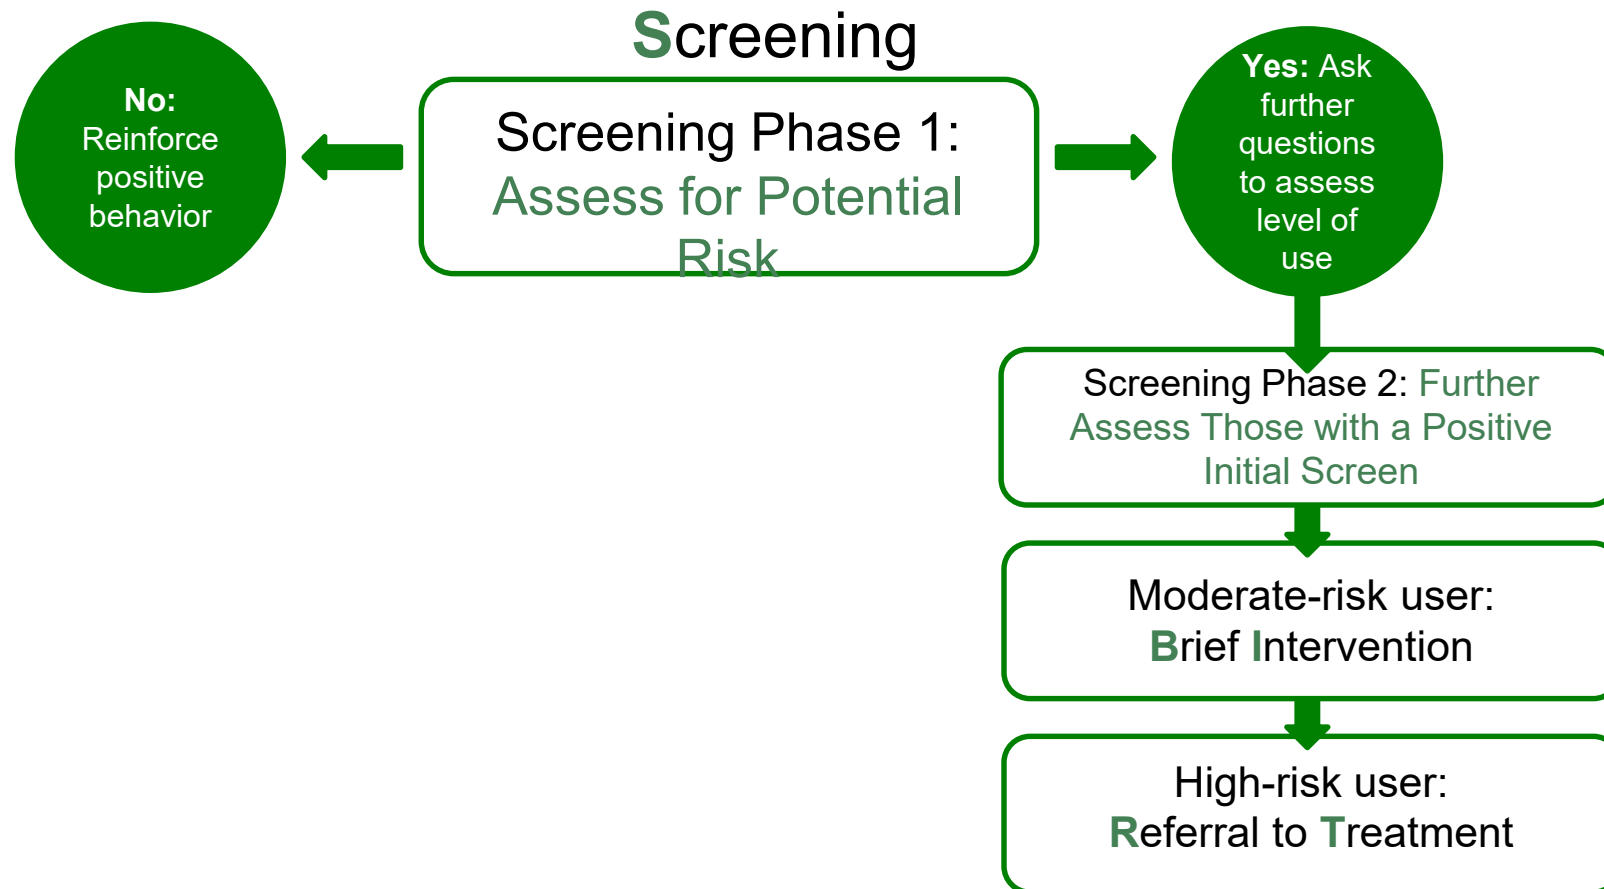 Screening
No:
Reinforce
positive
behavior
Screening Phase 1:
Assess for Potential
Risk
Yes: Ask
further
questions
to assess
level of
use
Screening Phase 2: Further
Assess Those with a Positive
Initial Screen
Moderate-risk user:
Brief Intervention
High-risk user:
Referral to Treatment